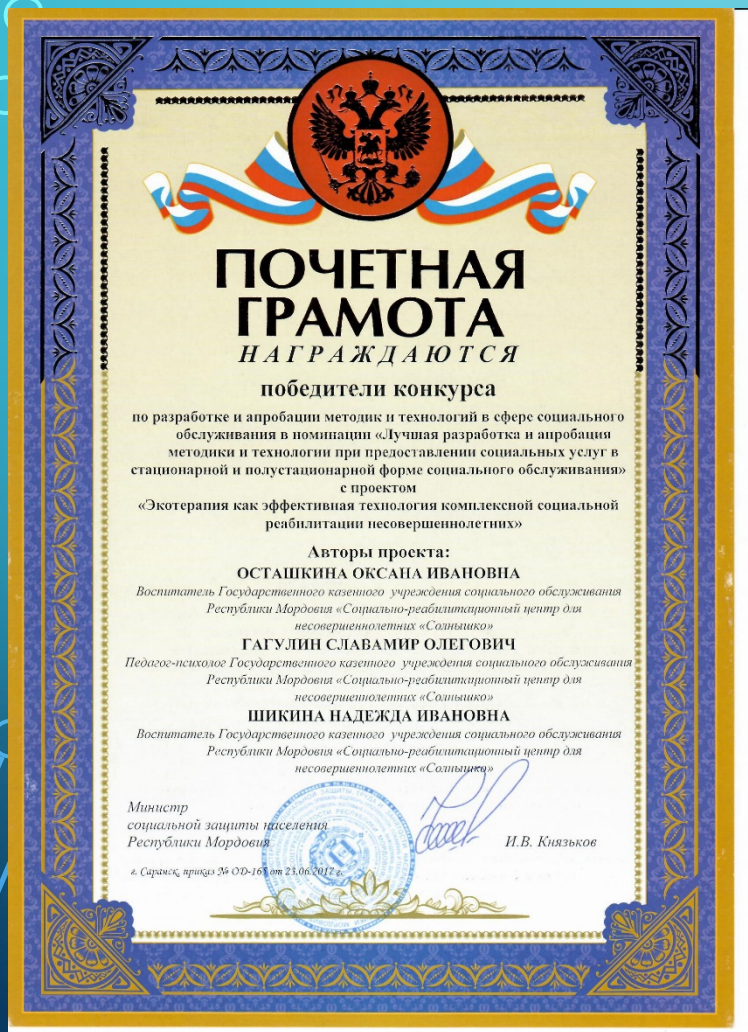 ПОЧЕТНАЯ
ГРАМОТА
НАГРАЖДАЮТСЯ
победители конкурса
по разработке и апробации методик и технологий в сфере социального
обслуживания в номинации «Лучшая разработка и апробация
методики и технологии при предоставлении социальных услуг в
стационарной и полустационарной форме социального обслуживания»
с проектом
«Экотерапия как эффективная технология комплексной социальной
реабилитации несовершеннолетних»
Авторы проекта:
ОСТАШКИНА ОКСАНА ИВАНОВНА
Воспитатель Государственного казенного учреждения социального обслуживания
Республики Мордовия «Социально-реабилитационный центр для
несовершеннолетних «Солнышко»
ГАГУЛИН СЛАВАМИР ОЛЕГОВИЧ
Педагог-психолог Государственного казенного учреждения социального обслуживания
Республики Мордовия «Социально-реабилитационный центр для
несовершеннолетних «Солнышко»
ШИКИНА НАДЕЖДА ИВАНОВНА
Воспитатель Государственного казенного учреждения социального обслуживания
Республики Мордовия «Социально-реабилитационный центр для
несовершеннолетних «Солнышко»
Министр
социальной защиты населения
Республики Мордовия
И.В. Князьков
г. Саранск, приказ № ОД-165 от 23.06.2017 г.